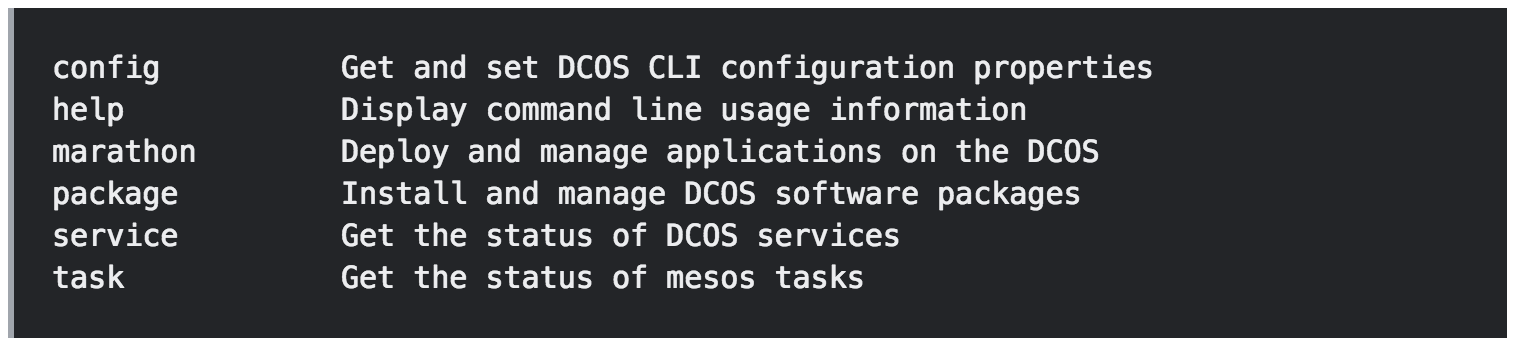 config          Get and set DCOS CLI configuration properties
help            Display command line usage information
marathon        Deploy and manage applications on the DCOS
package         Install and manage DCOS software packages
service         Get the status of DCOS services
task            Get the status of mesos tasks